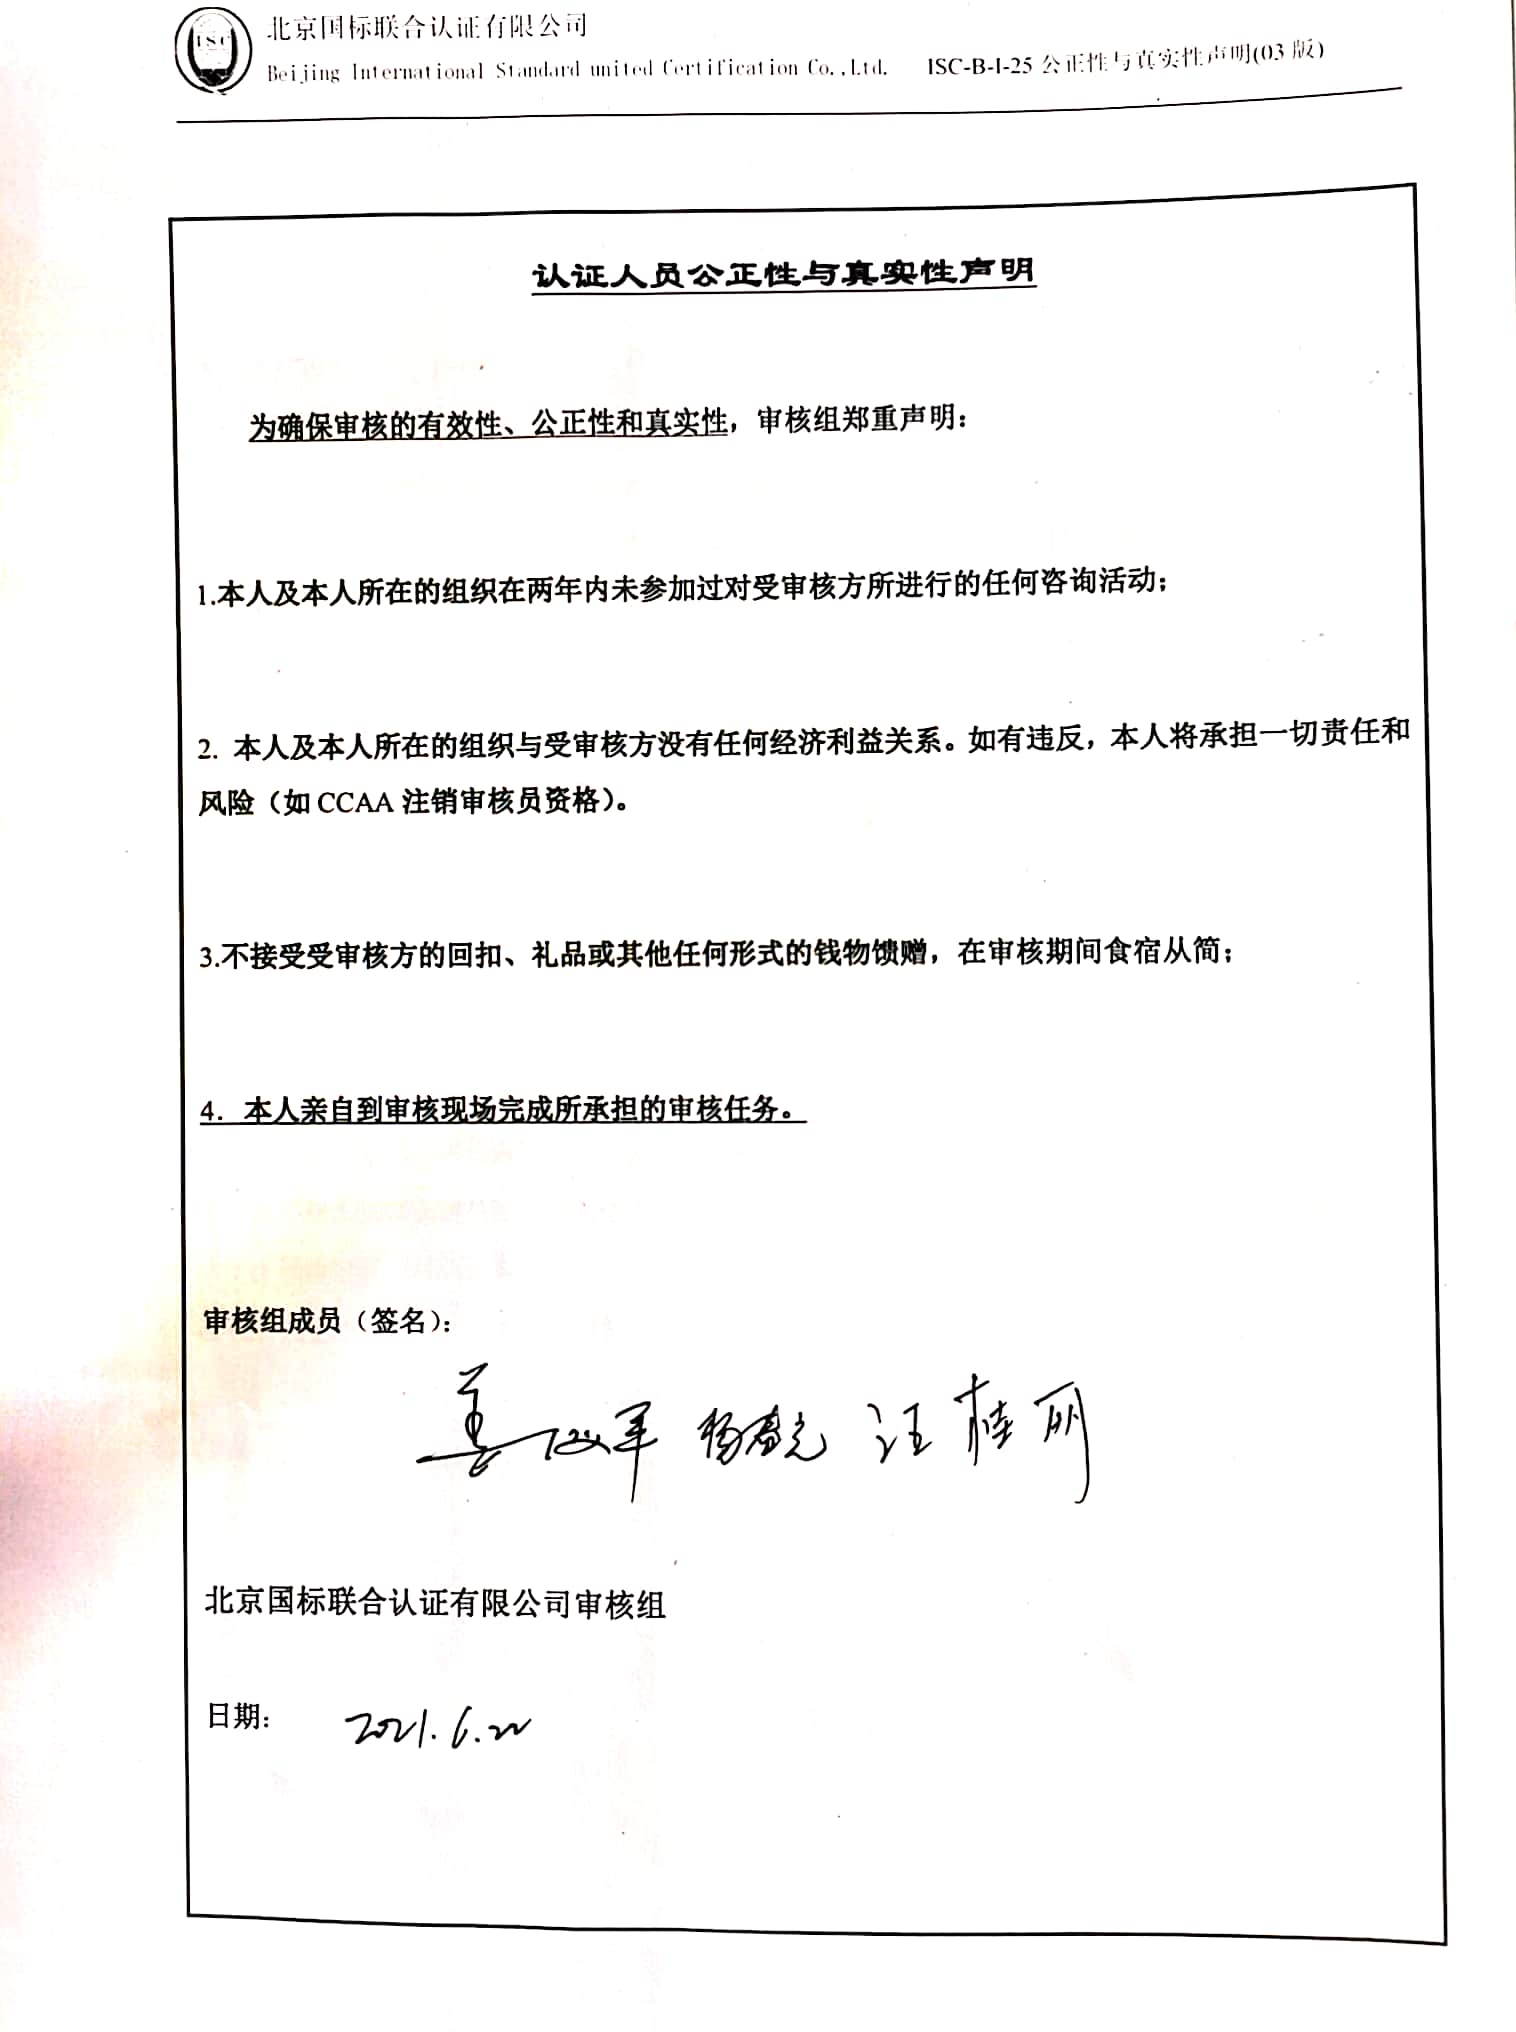 ISC
北京国标联合认证有限公司
Beijing International Standard united Certification Co.,Ltd. ISC-B-I-25 公正性与真实性声明(03 版)
认证人员公正性与真实性声明
为确保审核的有效性、公正性和真实性，审核组郑重声明：
1.本人及本人所在的组织在两年内未参加过对受审核方所进行的任何咨询活动；
2. 本人及本人所在的组织与受审核方没有任何经济利益关系。如有违反，本人将承担一切责任和
风险（如 CCAA 注销审核员资格）。
3.不接受受审核方的回扣、礼品或其他任何形式的钱物馈赠，在审核期间食宿从简；
4. 本人亲自到审核现场完成所承担的审核任务。
审核组成员（签名）：
汪桂丽
北京国标联合认证有限公司审核组
日期： 2021.6.22